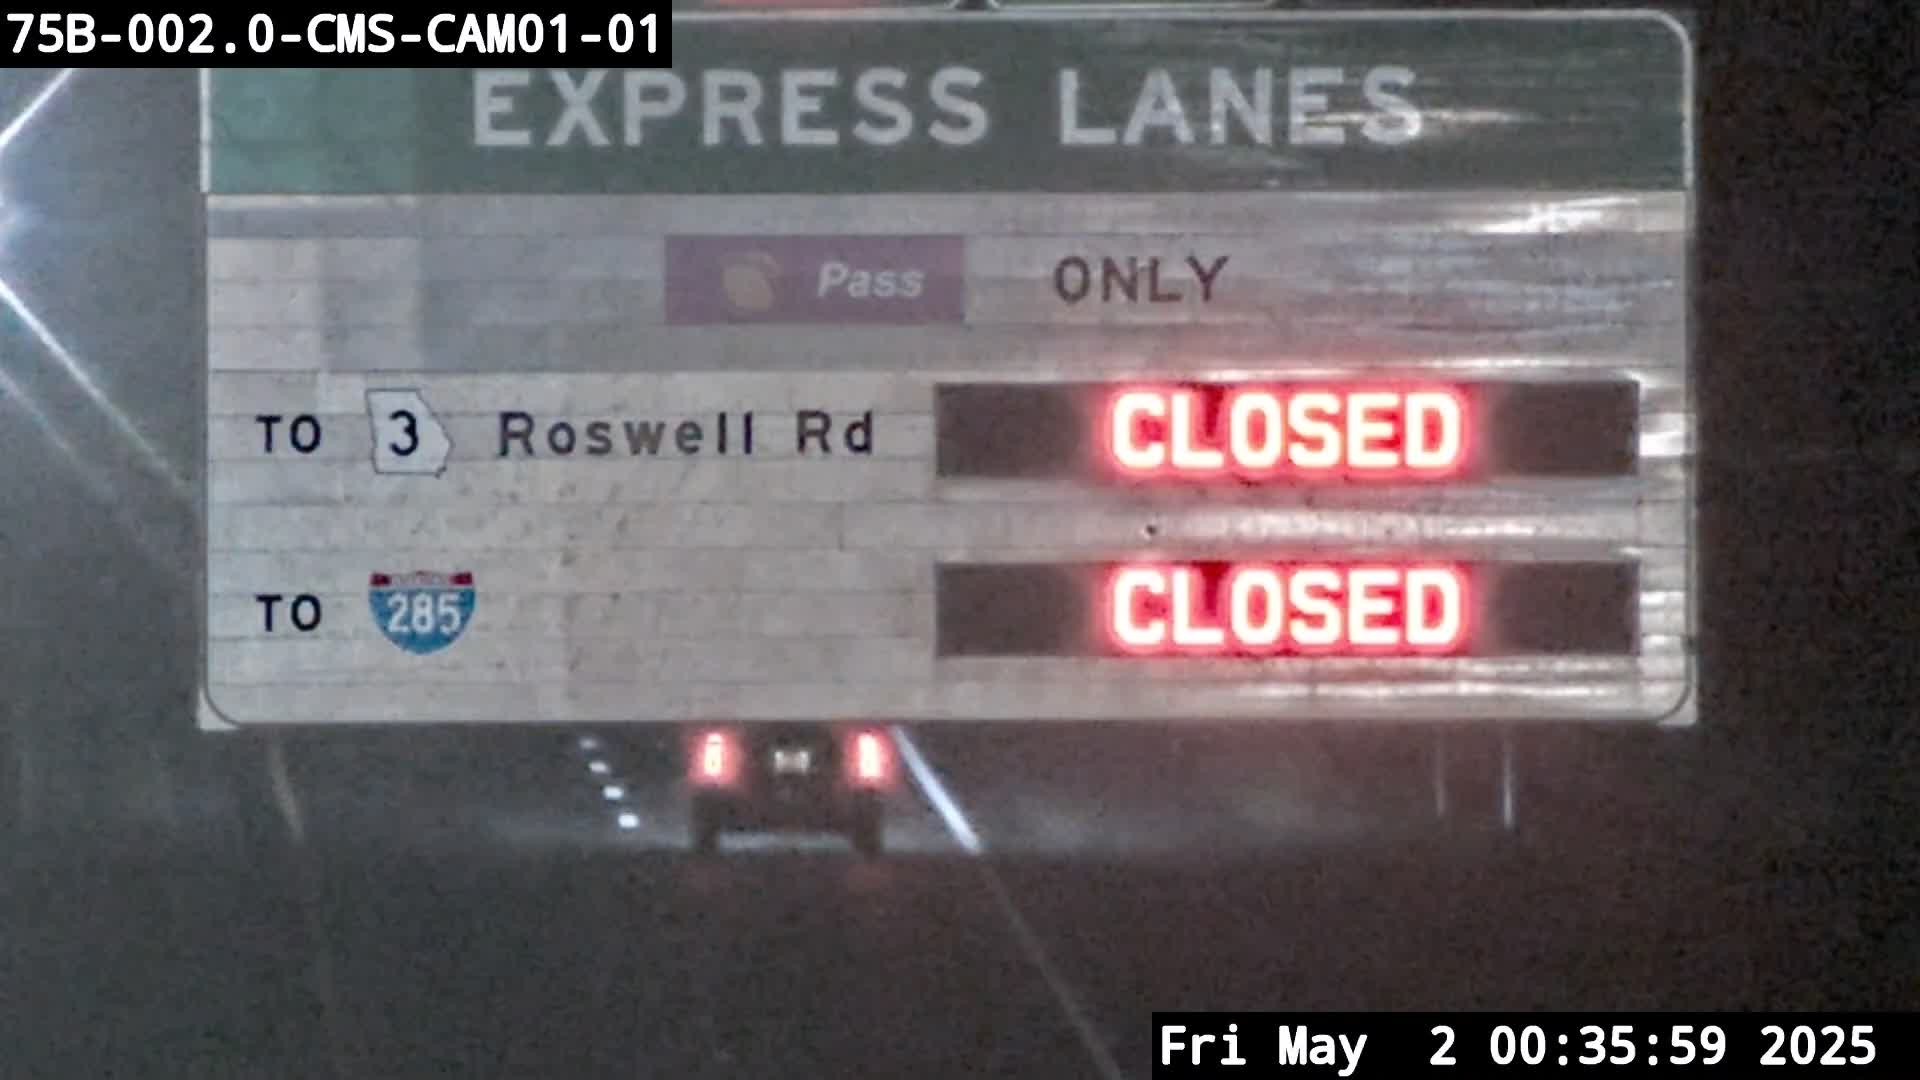 75B-002.0-CMS-CAM01-01
EXPRESS LANES
Pass ONLY
TO 3 Roswell Rd CLOSED
TO 285 CLOSED
Fri May 2 00:35:59 2025